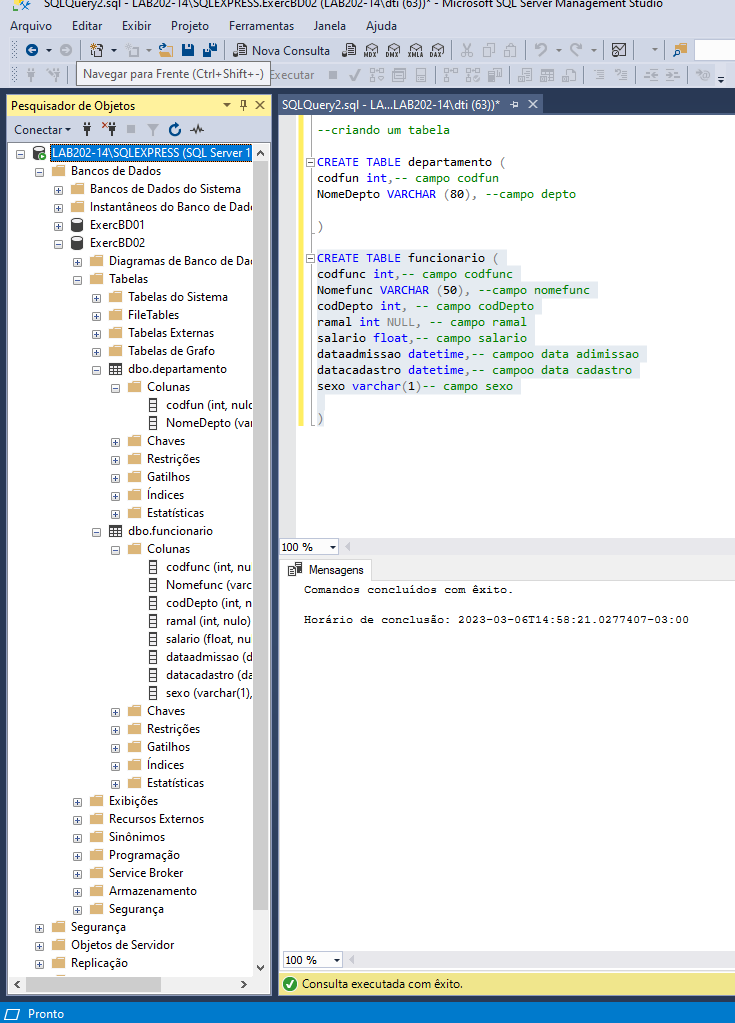 SQLQuery2.sql - LAB202-14\SQLEXPRESS.ExercBD02 (LAB202-14\dti (63))* - Microsoft SQL Server Management Studio
Arquivo Editar Exibir Projeto Ferramentas Janela Ajuda
Nova Consulta MDX DMX XMLA DAX
Navegar para Frente (Ctrl+Shift+-) Executar
Pesquisador de Objetos
Conectar
LAB202-14\SQLEXPRESS (SQL Server 1
Bancos de Dados
Bancos de Dados do Sistema
Instantâneos do Banco de Dado
ExercBD01
ExercBD02
Diagramas de Banco de Da
Tabelas
Tabelas do Sistema
FileTables
Tabelas Externas
Tabelas de Grafo
dbo.departamento
Colunas
codfun (int, nulo
NomeDepto (va
Chaves
Restrições
Gatilhos
Índices
Estatísticas
dbo.funcionario
Colunas
codfunc (int, nu
Nomefunc (varc
codDepto (int, n
ramal (int, nulo)
salario (float, nu
dataadmissao (d
datacadastro (da
sexo (varchar(1),
Chaves
Restrições
Gatilhos
Índices
Estatísticas
Exibições
Recursos Externos
Sinônimos
Programação
Service Broker
Armazenamento
Segurança
Segurança
Objetos de Servidor
Replicação
SQLQuery2.sql - LA...LAB202-14\dti (63))*
--criando um tabela
CREATE TABLE departamento (
codfun int,-- campo codfun
NomeDepto VARCHAR (80), --campo depto
)
CREATE TABLE funcionario (
codfunc int,-- campo codfunc
Nomefunc VARCHAR (50), --campo nomefunc
codDepto int, -- campo codDepto
ramal int NULL, -- campo ramal
salario float,-- campo salario
dataadmissao datetime,-- campoo data adimissao
datacadastro datetime,-- campoo data cadastro
sexo varchar(1)-- campo sexo
)
100 %
Mensagens
Comandos concluídos com êxito.
Horário de conclusão: 2023-03-06T14:58:21.0277407-03:00
100 %
Consulta executada com êxito.
Pronto